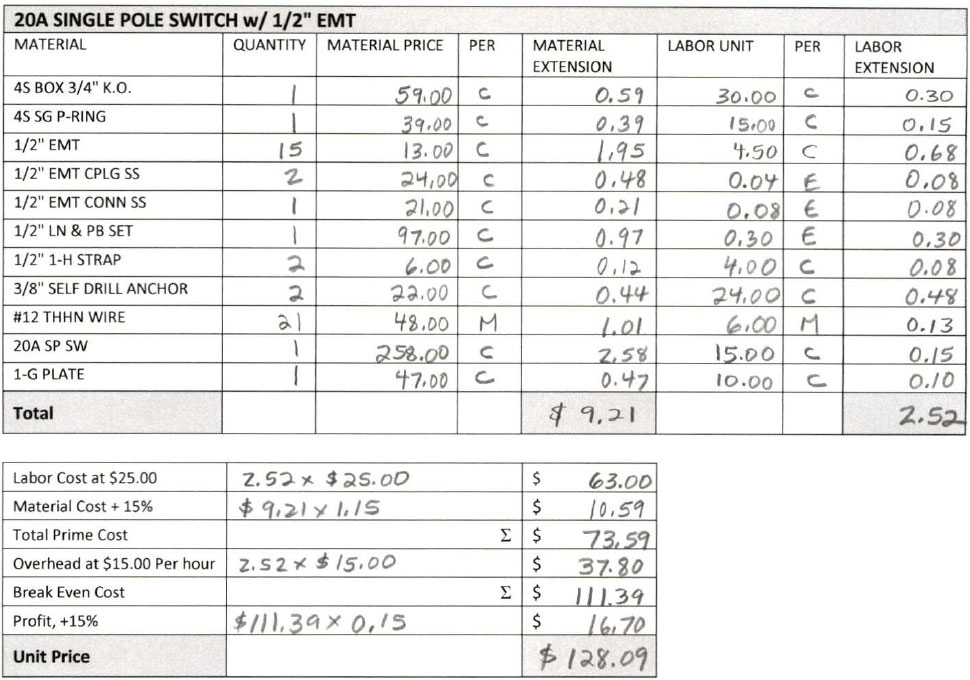 20A SINGLE POLE SWITCH w/ 1/2" EMT
MATERIAL QUANTITY MATERIAL PRICE PER MATERIAL EXTENSION LABOR UNIT PER LABOR EXTENSION
4S BOX 3/4" K.O. 1 59.00 C 0.59 30.00 C 0.30
4S SG P-RING 1 39.00 C 0.39 15.00 C 0.15
1/2" EMT 15 13.00 C 1.95 4.50 C 0.68
1/2" EMT CPLG SS 2 24.00 C 0.48 0.04 E 0.08
1/2" EMT CONN SS 1 21.00 C 0.21 0.08 E 0.08
1/2" LN & PB SET 1 97.00 C 0.97 0.30 E 0.30
1/2" 1-H STRAP 2 6.00 C 0.12 4.00 C 0.08
3/8" SELF DRILL ANCHOR 2 22.00 C 0.44 24.00 C 0.48
#12 THHN WIRE 21 48.00 M 1.01 6.00 M 0.13
20A SP SW 1 258.00 C 2.58 15.00 C 0.15
1-G PLATE 1 47.00 C 0.47 10.00 C 0.10
Total $ 9.21 2.52
Labor Cost at $25.00 2.52 x $25.00 $ 63.00
Material Cost + 15% $9.21 x 1.15 $ 10.59
Total Prime Cost Σ $ 73.59
Overhead at $15.00 Per hour 2.52 x $15.00 $ 37.80
Break Even Cost Σ $ 111.39
Profit, +15% $111.39 x 0.15 $ 16.70
Unit Price $128.09